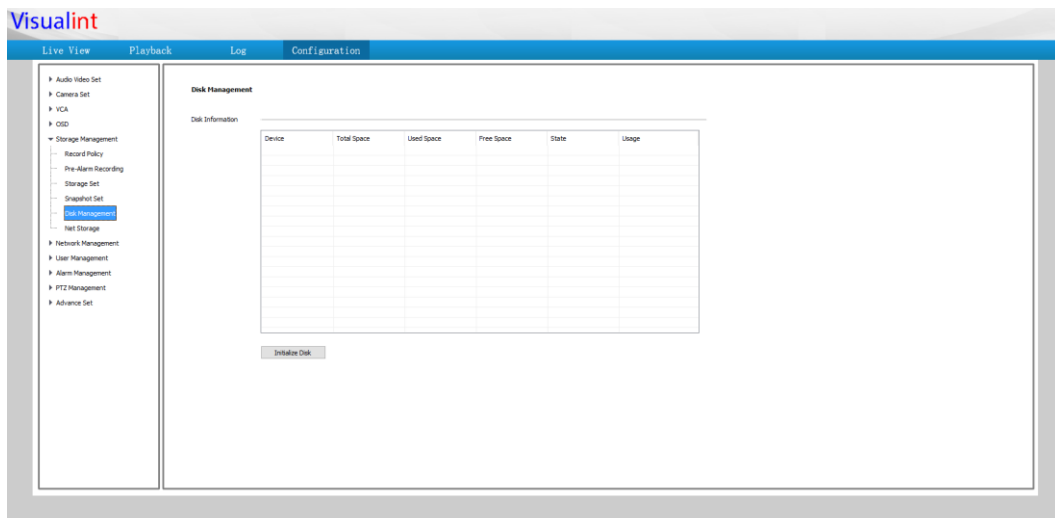 Visualint
Live View Playback Log Configuration
Audio Video Set
Camera Set
VCA
OSD
Storage Management
Record Policy
Pre-Alarm Recording
Storage Set
Snapshot Set
Disk Management
Net Storage
Network Management
User Management
Alarm Management
PTZ Management
Advance Set
Disk Management
Disk Information
Device Total Space Used Space Free Space State Usage
Initialize Disk